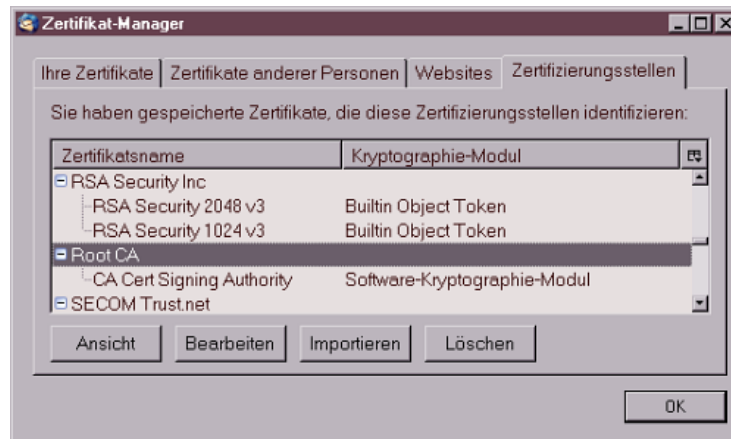 Zertifikat-Manager
Ihre Zertifikate Zertifikate anderer Personen Websites Zertifizierungsstellen
Sie haben gespeicherte Zertifikate, die diese Zertifizierungsstellen identifizieren:
Zertifikatsname Kryptographie-Modul
RSA Security Inc
RSA Security 2048 v3 Builtin Object Token
RSA Security 1024 v3 Builtin Object Token
Root CA
CA Cert Signing Authority Software-Kryptographie-Modul
SECOM Trust.net
Ansicht Bearbeiten Importieren Löschen
OK